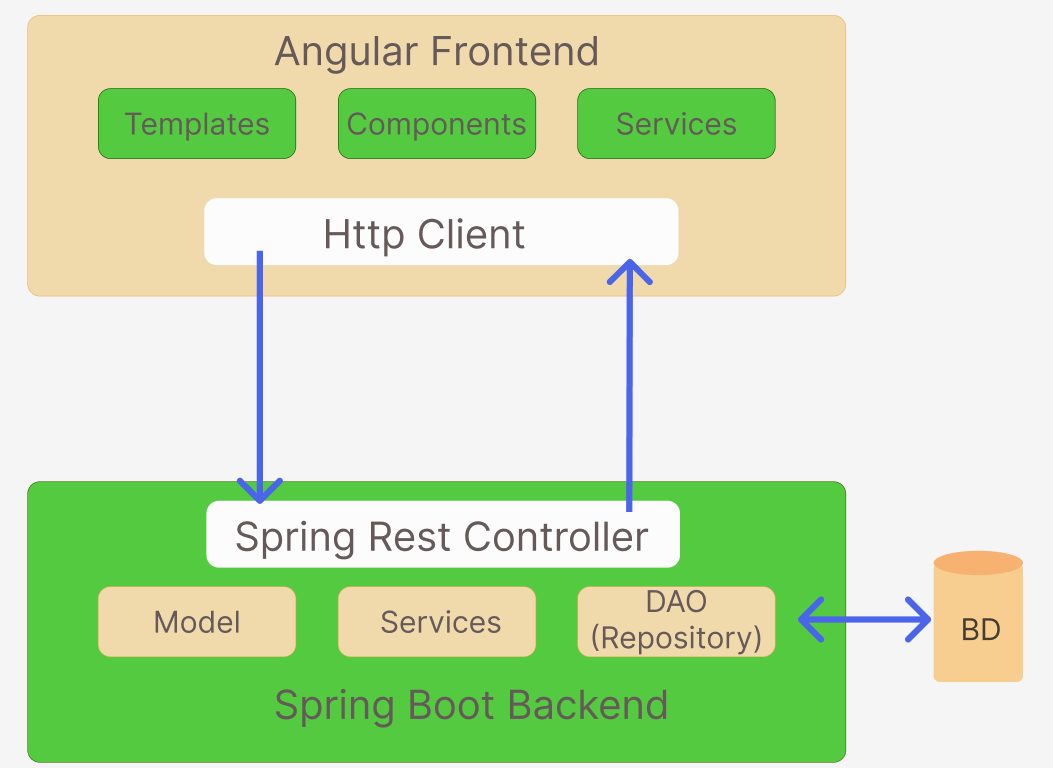 Angular Frontend
Templates
Components
Services
Http Client
Spring Rest Controller
Model
Services
DAO
(Repository)
BD
Spring Boot Backend